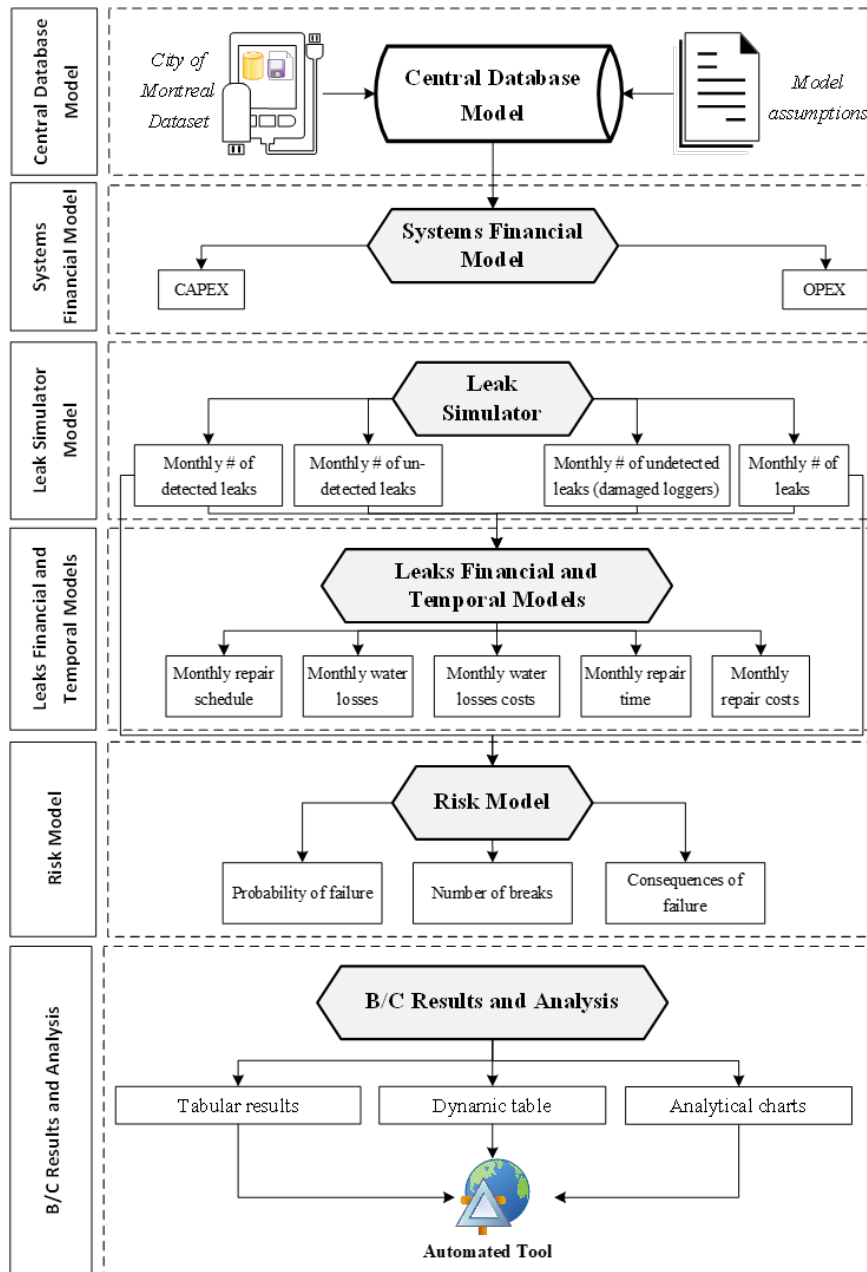 Central Database
Model
City of
Montreal
Dataset
Central Database
Model
Model
assumptions
Systems
Financial Model
Systems Financial
Model
CAPEX
OPEX
Leak Simulator
Model
Leak
Simulator
Monthly # of
detected leaks
Monthly # of un-
detected leaks
Monthly # of undetected
leaks (damaged loggers)
Monthly # of
leaks
Leaks Financial and
Temporal Models
Leaks Financial and
Temporal Models
Monthly repair
schedule
Monthly water
losses
Monthly water
losses costs
Monthly repair
time
Monthly
repair costs
Risk Model
Risk Model
Probability of failure
Number of breaks
Consequences of
failure
B/C Results and Analysis
B/C Results and Analysis
Tabular results
Dynamic table
Analytical charts
Automated Tool